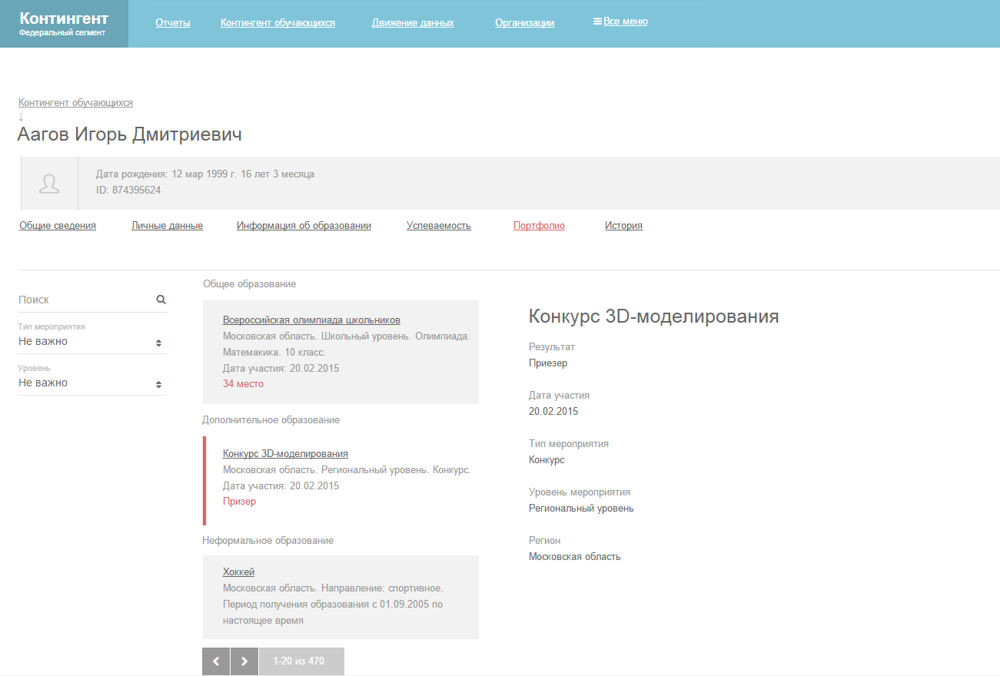 Контингент
Федеральный сегмент
Отчеты
Контингент обучающихся
Движение данных
Организации
Все меню
Контингент обучающихся
↓
Аагов Игорь Дмитриевич
Дата рождения: 12 мар 1999 г. 16 лет 3 месяца
ID: 874395624
Общие сведения
Личные данные
Информация об образовании
Успеваемость
Портфолио
История
Поиск
Тип мероприятия
Не важно
Уровень
Не важно
Общее образование
Всероссийская олимпиада школьников
Московская область. Школьный уровень. Олимпиада.
Матемакика. 10 класс.
Дата участия: 20.02.2015
34 место
Дополнительное образование
Конкурс 3D-моделирования
Московская область. Региональный уровень. Конкурс.
Дата участия: 20.02.2015
Призер
Неформальное образование
Хоккей
Московская область. Направление: спортивное.
Период получения образования с 01.09.2005 по
настоящее время
1-20 из 470
Конкурс 3D-моделирования
Результат
Приезер
Дата участия
20.02.2015
Тип мероприятия
Конкурс
Уровень мероприятия
Региональный уровень
Регион
Московская область